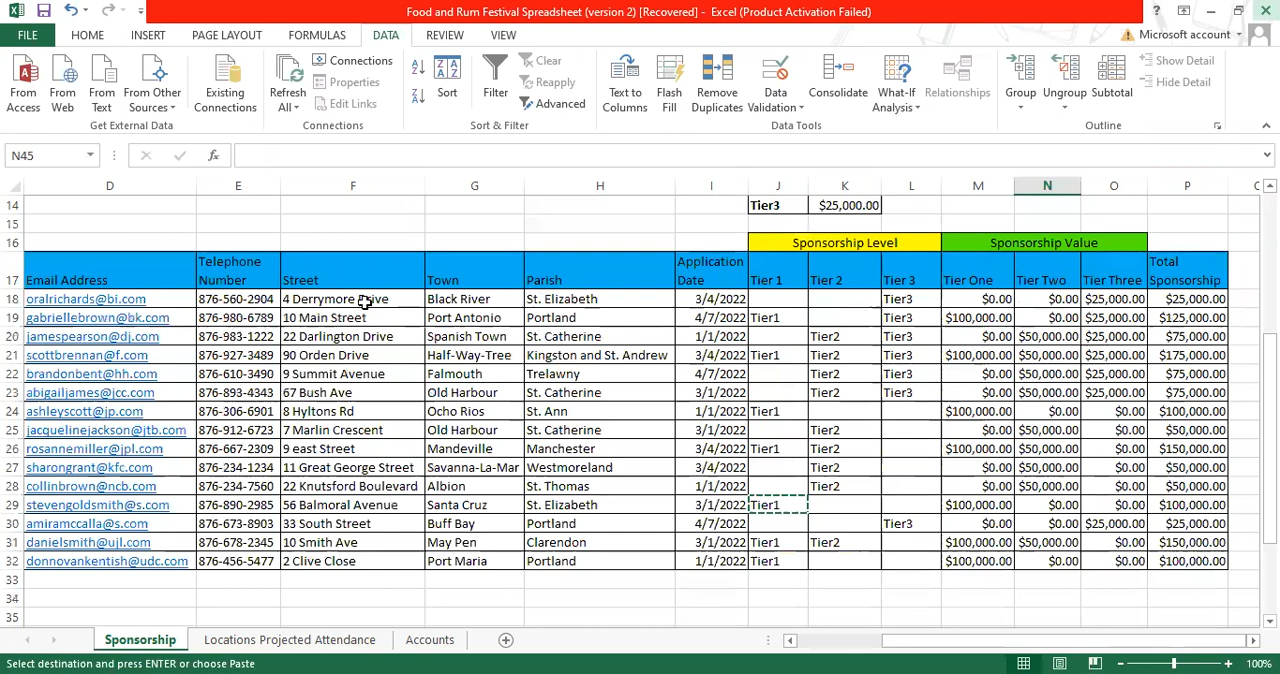 Food and Rum Festival Spreadsheet (version 2) [Recovered] - Excel (Product Activation Failed)
FILE HOME INSERT PAGE LAYOUT FORMULAS DATA REVIEW VIEW Microsoft account
From Access From Web From Text From Other Sources Existing Connections Refresh All Connections Properties Edit Links Sort Filter Clear Reapply Advanced Text to Columns Flash Fill Remove Duplicates Data Validation Consolidate What-If Analysis Relationships Group Ungroup Subtotal Show Detail Hide Detail
Get External Data Connections Sort & Filter Data Tools Outline
N45 fx
D E F G H I J K L M N O P
14 Tier3 $25,000.00
15
16 Sponsorship Level Sponsorship Value
17 Email Address Telephone Number Street Town Parish Application Date Tier 1 Tier 2 Tier 3 Tier One Tier Two Tier Three Total Sponsorship
18 oralrichards@bi.com 876-560-2904 4 Derrymore Drive Black River St. Elizabeth 3/4/2022 Tier3 $0.00 $0.00 $25,000.00 $25,000.00
19 gabriellebrown@bk.com 876-980-6789 10 Main Street Port Antonio Portland 4/7/2022 Tier1 Tier3 $100,000.00 $0.00 $25,000.00 $125,000.00
20 jamespearson@dj.com 876-983-1222 22 Darlington Drive Spanish Town St. Catherine 1/1/2022 Tier2 Tier3 $0.00 $50,000.00 $25,000.00 $75,000.00
21 scottbrennan@f.com 876-927-3489 90 Orden Drive Half-Way-Tree Kingston and St. Andrew 3/4/2022 Tier1 Tier2 Tier3 $100,000.00 $50,000.00 $25,000.00 $175,000.00
22 brandonbent@hh.com 876-610-3490 9 Summit Avenue Falmouth Trelawny 4/7/2022 Tier2 Tier3 $0.00 $50,000.00 $25,000.00 $75,000.00
23 abigailjames@jcc.com 876-893-4343 67 Bush Ave Old Harbour St. Catherine 3/1/2022 Tier2 Tier3 $0.00 $50,000.00 $25,000.00 $75,000.00
24 ashleyscott@jp.com 876-306-6901 8 Hyltons Rd Ocho Rios St. Ann 1/1/2022 Tier1 $100,000.00 $0.00 $0.00 $100,000.00
25 jacquelinejackson@jtb.com 876-912-6723 7 Marlin Crescent Old Harbour St. Catherine 3/1/2022 Tier2 $0.00 $50,000.00 $0.00 $50,000.00
26 rosannemiller@jpl.com 876-667-2309 9 east Street Mandeville Manchester 3/4/2022 Tier1 Tier2 $100,000.00 $50,000.00 $0.00 $150,000.00
27 sharongrant@kfc.com 876-234-1234 11 Great George Street Savanna-La-Mar Westmoreland 3/4/2022 Tier2 $0.00 $50,000.00 $0.00 $50,000.00
28 collinbrown@ncb.com 876-234-7560 22 Knutsford Boulevard Albion St. Thomas 1/1/2022 Tier2 $0.00 $50,000.00 $0.00 $50,000.00
29 stevengoldsmith@s.com 876-890-2985 56 Balmoral Avenue Santa Cruz St. Elizabeth 3/1/2022 Tier1 $100,000.00 $0.00 $0.00 $100,000.00
30 amiramccalla@s.com 876-673-8903 33 South Street Buff Bay Portland 4/7/2022 Tier3 $0.00 $0.00 $25,000.00 $25,000.00
31 danielsmith@ujl.com 876-678-2345 10 Smith Ave May Pen Clarendon 3/1/2022 Tier1 Tier2 $100,000.00 $50,000.00 $0.00 $150,000.00
32 donnovankentish@udc.com 876-456-5477 2 Clive Close Port Maria Portland 1/1/2022 Tier1 $100,000.00 $0.00 $0.00 $100,000.00
33
34
35
Sponsorship Locations Projected Attendance Accounts
Select destination and press ENTER or choose Paste 100%